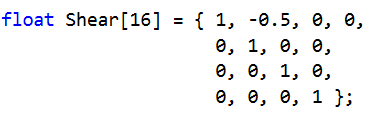 float Shear[16] = { 1, -0.5, 0, 0,
0, 1, 0, 0,
0, 0, 1, 0,
0, 0, 0, 1 };